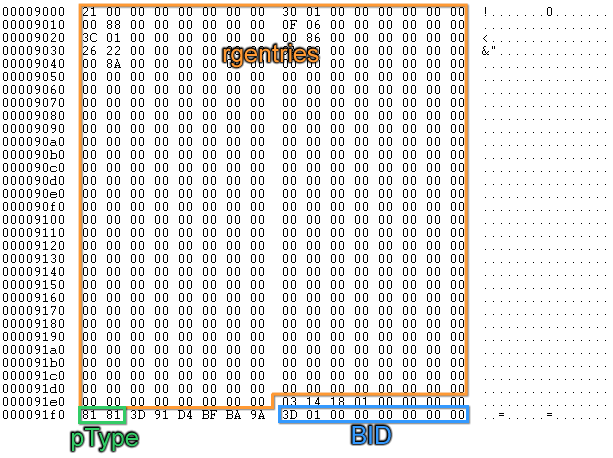 00009000 21 00 00 00 00 00 00 00 30 01 00 00 00 00 00 00 !.......0.......
00009010 00 88 00 00 00 00 00 00 0F 06 00 00 00 00 00 00 ................
00009020 3C 01 00 00 00 00 00 00 00 86 00 00 00 00 00 00 <...............
00009030 26 22 00 00 00 00 00 00 00 00 00 00 &"..............
rgentries
00009040 00 8A 00 00 00 00 00 00 00 00 00 00 00 00 00 00 ................
00009050 00 00 00 00 00 00 00 00 00 00 00 00 00 00 00 00 ................
00009060 00 00 00 00 00 00 00 00 00 00 00 00 00 00 00 00 ................
00009070 00 00 00 00 00 00 00 00 00 00 00 00 00 00 00 00 ................
00009080 00 00 00 00 00 00 00 00 00 00 00 00 00 00 00 00 ................
00009090 00 00 00 00 00 00 00 00 00 00 00 00 00 00 00 00 ................
000090a0 00 00 00 00 00 00 00 00 00 00 00 00 00 00 00 00 ................
000090b0 00 00 00 00 00 00 00 00 00 00 00 00 00 00 00 00 ................
000090c0 00 00 00 00 00 00 00 00 00 00 00 00 00 00 00 00 ................
000090d0 00 00 00 00 00 00 00 00 00 00 00 00 00 00 00 00 ................
000090e0 00 00 00 00 00 00 00 00 00 00 00 00 00 00 00 00 ................
000090f0 00 00 00 00 00 00 00 00 00 00 00 00 00 00 00 00 ................
00009100 00 00 00 00 00 00 00 00 00 00 00 00 00 00 00 00 ................
00009110 00 00 00 00 00 00 00 00 00 00 00 00 00 00 00 00 ................
00009120 00 00 00 00 00 00 00 00 00 00 00 00 00 00 00 00 ................
00009130 00 00 00 00 00 00 00 00 00 00 00 00 00 00 00 00 ................
00009140 00 00 00 00 00 00 00 00 00 00 00 00 00 00 00 00 ................
00009150 00 00 00 00 00 00 00 00 00 00 00 00 00 00 00 00 ................
00009160 00 00 00 00 00 00 00 00 00 00 00 00 00 00 00 00 ................
00009170 00 00 00 00 00 00 00 00 00 00 00 00 00 00 00 00 ................
00009180 00 00 00 00 00 00 00 00 00 00 00 00 00 00 00 00 ................
00009190 00 00 00 00 00 00 00 00 00 00 00 00 00 00 00 00 ................
000091a0 00 00 00 00 00 00 00 00 00 00 00 00 00 00 00 00 ................
000091b0 00 00 00 00 00 00 00 00 00 00 00 00 00 00 00 00 ................
000091c0 00 00 00 00 00 00 00 00 00 00 00 00 00 00 00 00 ................
000091d0 00 00 00 00 00 00 00 00 00 00 00 00 00 00 00 00 ................
000091e0 00 00 00 00 00 00 00 00 03 14 18 01 00 00 00 00 ................
000091f0 81 81 3D 91 D4 BF BA 9A 3D 01 00 00 00 00 00 00 ..=.....=.......
pType BID